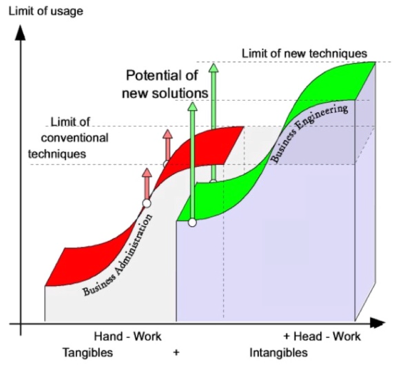 Limit of usage
Limit of new techniques
Potential of
new solutions
Limit of
conventional
techniques
Business Engineering
Business Administration
Hand - Work + Head - Work
Tangibles + Intangibles